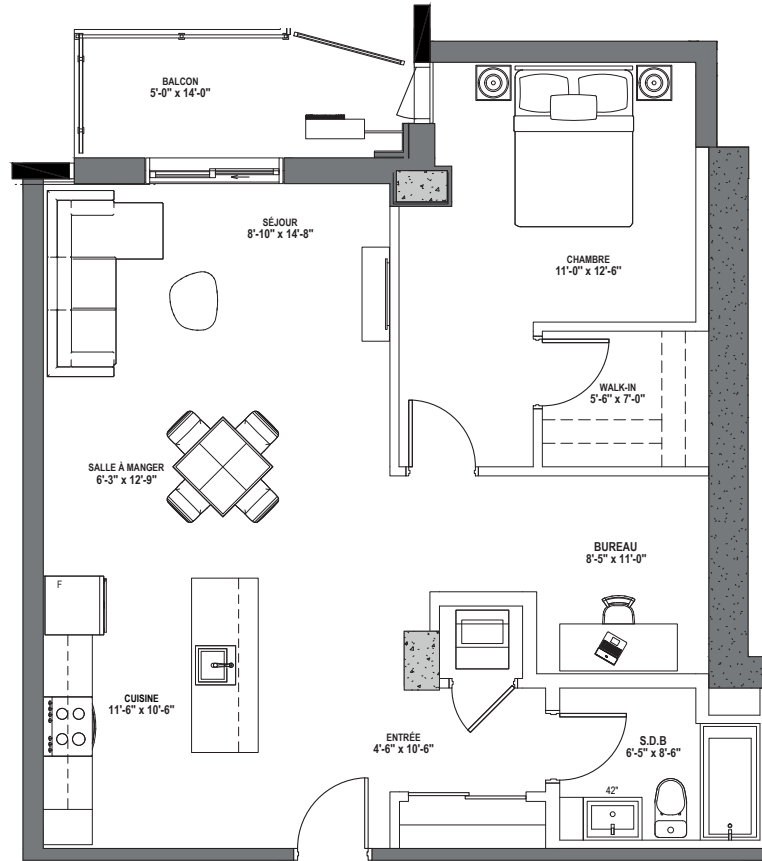 BALCON
5'-0" x 14'-0"
SÉJOUR
8'-10" x 14'-8"
CHAMBRE
11'-0" x 12'-6"
WALK-IN
5'-6" x 7'-0"
SALLE À MANGER
6'-3" x 12'-9"
BUREAU
8'-5" x 11'-0"
F
CUISINE
11'-6" x 10'-6"
ENTRÉE
4'-6" x 10'-6"
S.D.B
6'-5" x 8'-6"
42"